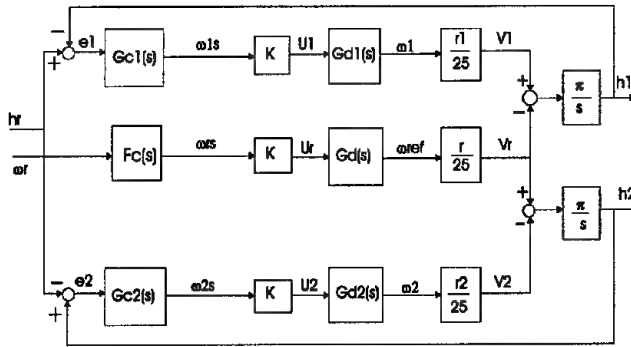 − e1 Gc1(s) ω1s K U1 Gd1(s) ω1 r1/25 V1
+ + − π/s h1
hr
ωr Fc(s) ωrs K Ur Gd(s) ωref r/25 Vr
+ − π/s h2
− e2 Gc2(s) ω2s K U2 Gd2(s) ω2 r2/25 V2
+